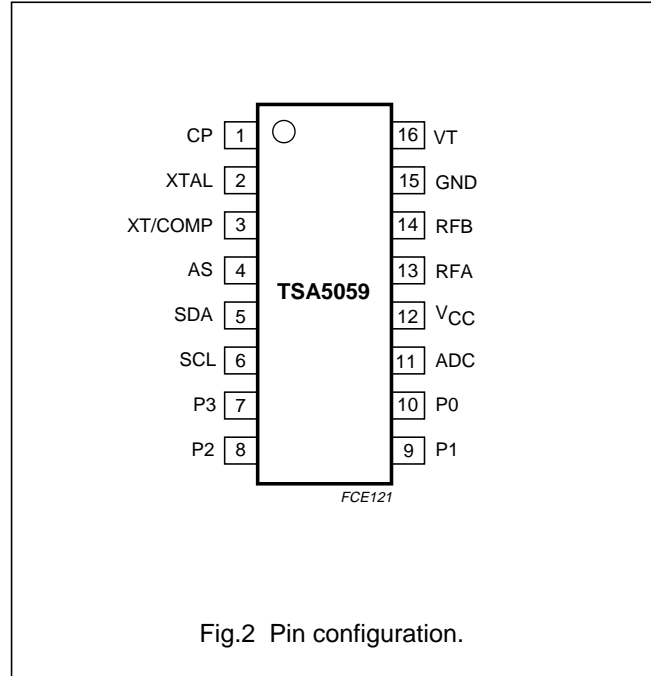 CP 1 16 VT
XTAL 2 15 GND
XT/COMP 3 14 RFB
AS 4 13 RFA
TSA5059
SDA 5 12 VCC
SCL 6 11 ADC
P3 7 10 P0
P2 8 9 P1
FCE121
Fig.2 Pin configuration.